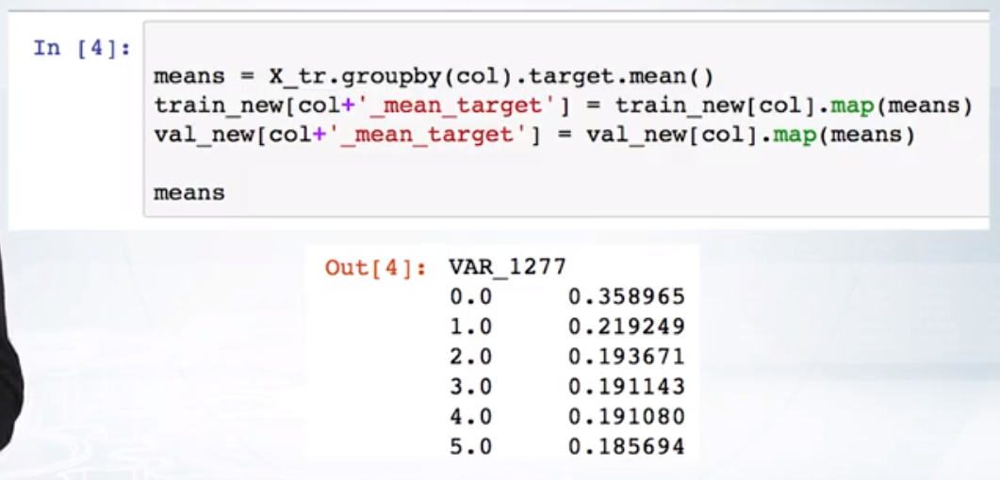 In [4]:
means = X_tr.groupby(col).target.mean()
train_new[col+'_mean_target'] = train_new[col].map(means)
val_new[col+'_mean_target'] = val_new[col].map(means)
means
Out[4]: VAR_1277
0.0 0.358965
1.0 0.219249
2.0 0.193671
3.0 0.191143
4.0 0.191080
5.0 0.185694